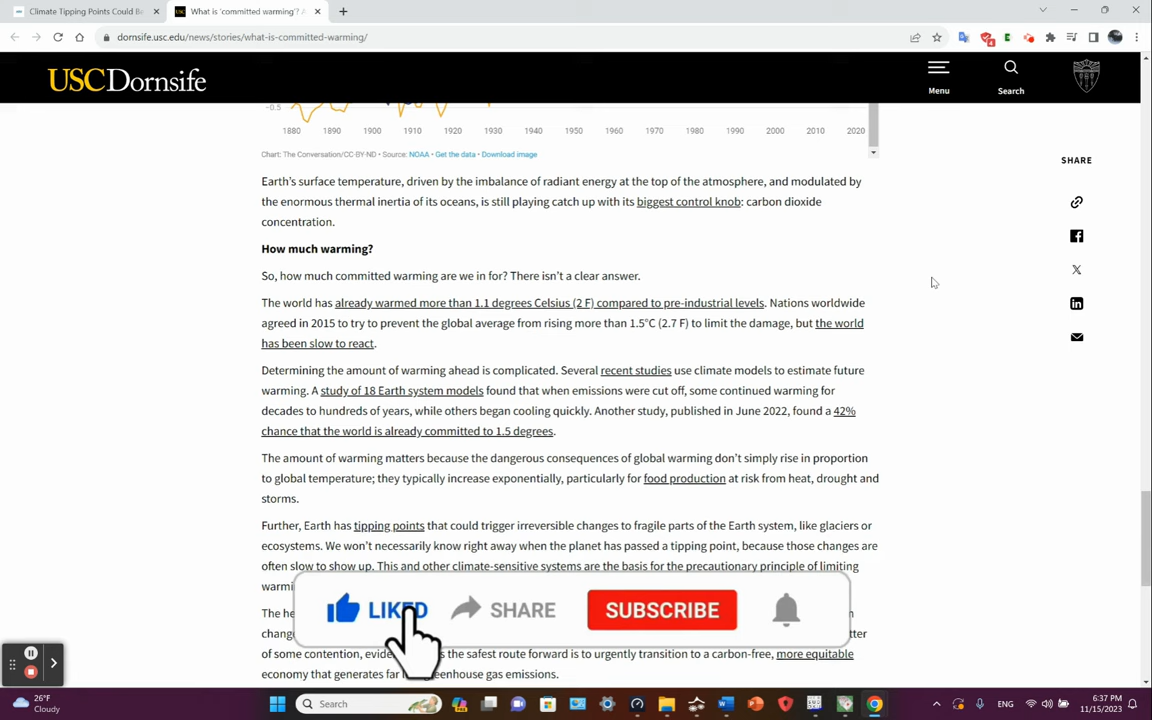 Climate Tipping Points Could Be
What is 'committed warming'? A
dornsife.usc.edu/news/stories/what-is-committed-warming/
USCDornsife
Menu
Search
-0.5
1880 1890 1900 1910 1920 1930 1940 1950 1960 1970 1980 1990 2000 2010 2020
Chart: The Conversation/CC-BY-ND • Source: NOAA • Get the data • Download image
SHARE
Earth's surface temperature, driven by the imbalance of radiant energy at the top of the atmosphere, and modulated by
the enormous thermal inertia of its oceans, is still playing catch up with its biggest control knob: carbon dioxide
concentration.
How much warming?
So, how much committed warming are we in for? There isn't a clear answer.
The world has already warmed more than 1.1 degrees Celsius (2 F) compared to pre-industrial levels. Nations worldwide
agreed in 2015 to try to prevent the global average from rising more than 1.5°C (2.7 F) to limit the damage, but the world
has been slow to react.
Determining the amount of warming ahead is complicated. Several recent studies use climate models to estimate future
warming. A study of 18 Earth system models found that when emissions were cut off, some continued warming for
decades to hundreds of years, while others began cooling quickly. Another study, published in June 2022, found a 42%
chance that the world is already committed to 1.5 degrees.
The amount of warming matters because the dangerous consequences of global warming don't simply rise in proportion
to global temperature; they typically increase exponentially, particularly for food production at risk from heat, drought and
storms.
Further, Earth has tipping points that could trigger irreversible changes to fragile parts of the Earth system, like glaciers or
ecosystems. We won't necessarily know right away when the planet has passed a tipping point, because those changes are
often slow to show up. This and other climate-sensitive systems are the basis for the precautionary principle of limiting
LIKED SHARE SUBSCRIBE
The
of some contention, the safest route forward is to urgently transition to a carbon-free, more equitable
economy that generates far greenhouse gas emissions.
26°F
Cloudy
Search
ENG
6:37 PM
11/15/2023